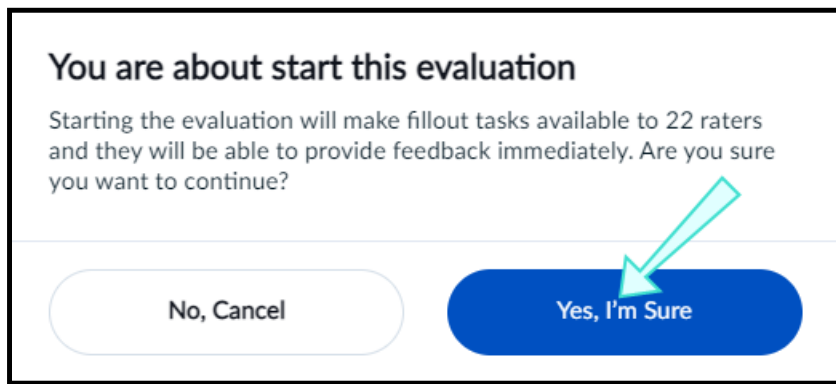 You are about start this evaluation
Starting the evaluation will make fillout tasks available to 22 raters
and they will be able to provide feedback immediately. Are you sure
you want to continue?
No, Cancel
Yes, I'm Sure